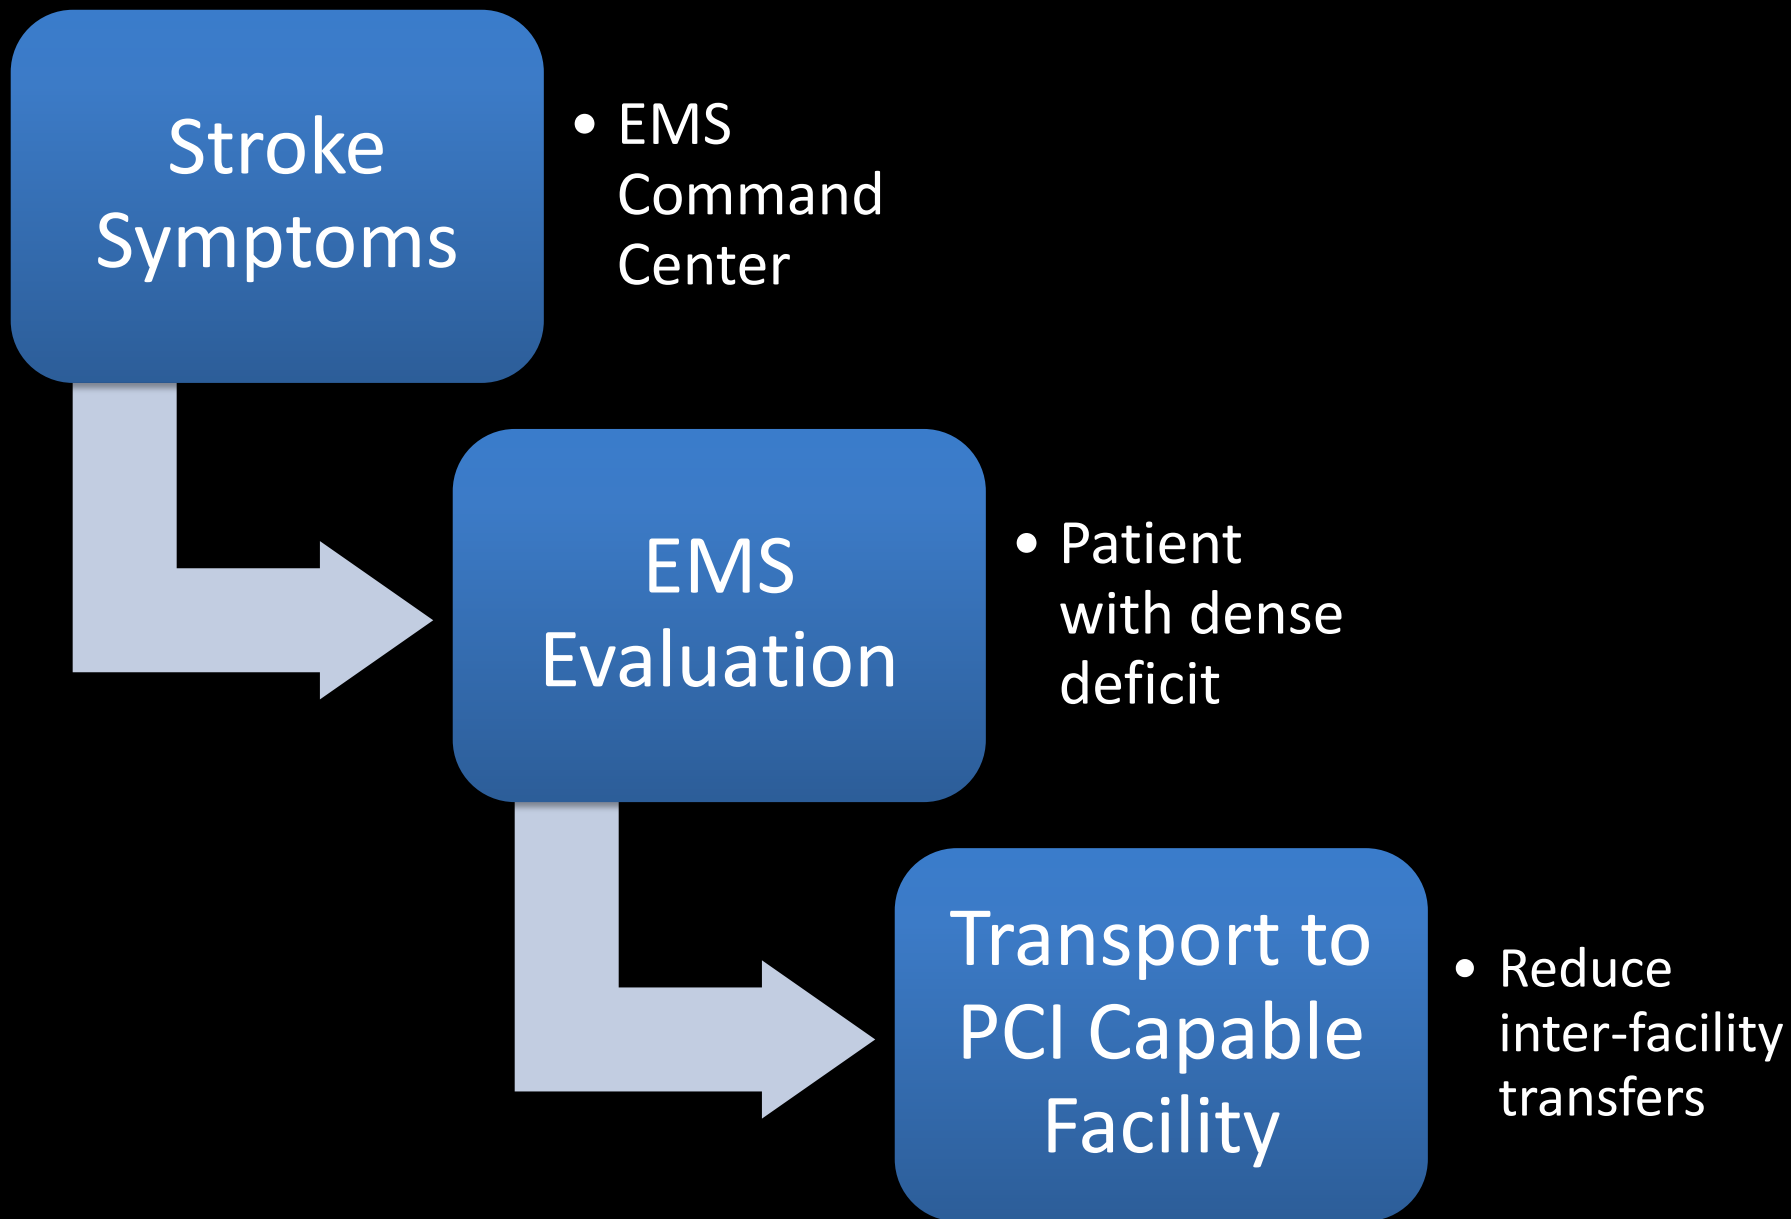 Stroke
Symptoms
• EMS
Command
Center
EMS
Evaluation
• Patient
with dense
deficit
Transport to
PCI Capable
Facility
• Reduce
inter-facility
transfers